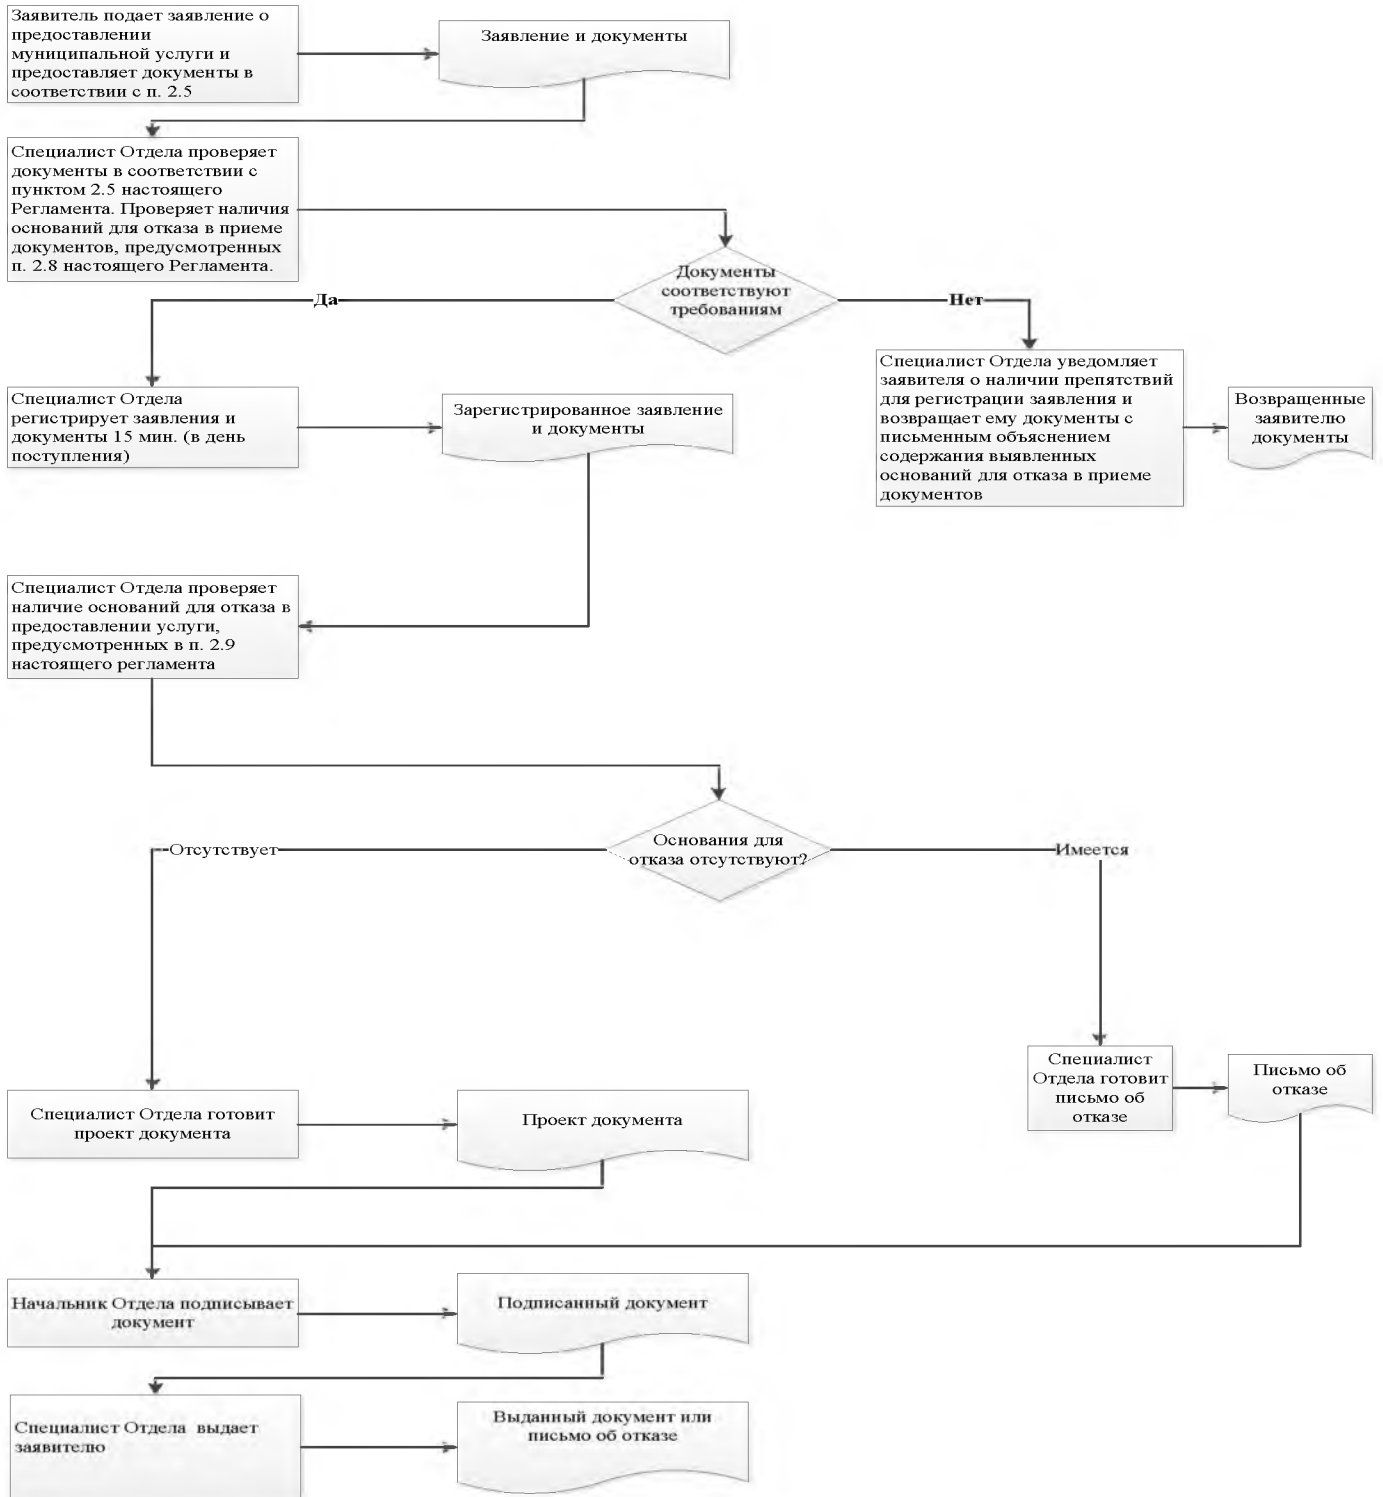 Заявитель подает заявление о
предоставлении
муниципальной услуги и
предоставляет документы в
соответствии с п. 2.5
Заявление и документы
Специалист Отдела проверяет
документы в соответствии с
пунктом 2.5 настоящего
Регламента. Проверяет наличия
оснований для отказа в приеме
документов, предусмотренных
п. 2.8 настоящего Регламента.
Документы
соответствуют
требованиям
Да
Нет
Специалист Отдела
регистрирует заявления и
документы 15 мин. (в день
поступления)
Зарегистрированное заявление
и документы
Специалист Отдела уведомляет
заявителя о наличии препятствий
для регистрации заявления и
возвращает ему документы с
письменным объяснением
содержания выявленных
оснований для отказа в приеме
документов
Возвращенные
заявителю
документы
Специалист Отдела проверяет
наличие оснований для отказа в
предоставлении услуги,
предусмотренных в п. 2.9
настоящего регламента
Основания для
отказа отсутствуют?
Отсутствует
Имеется
Специалист
Отдела готовит
письмо об
отказе
Письмо об
отказе
Специалист Отдела готовит
проект документа
Проект документа
Начальник Отдела подписывает
документ
Подписанный документ
Специалист Отдела выдает
заявителю
Выданный документ или
письмо об отказе